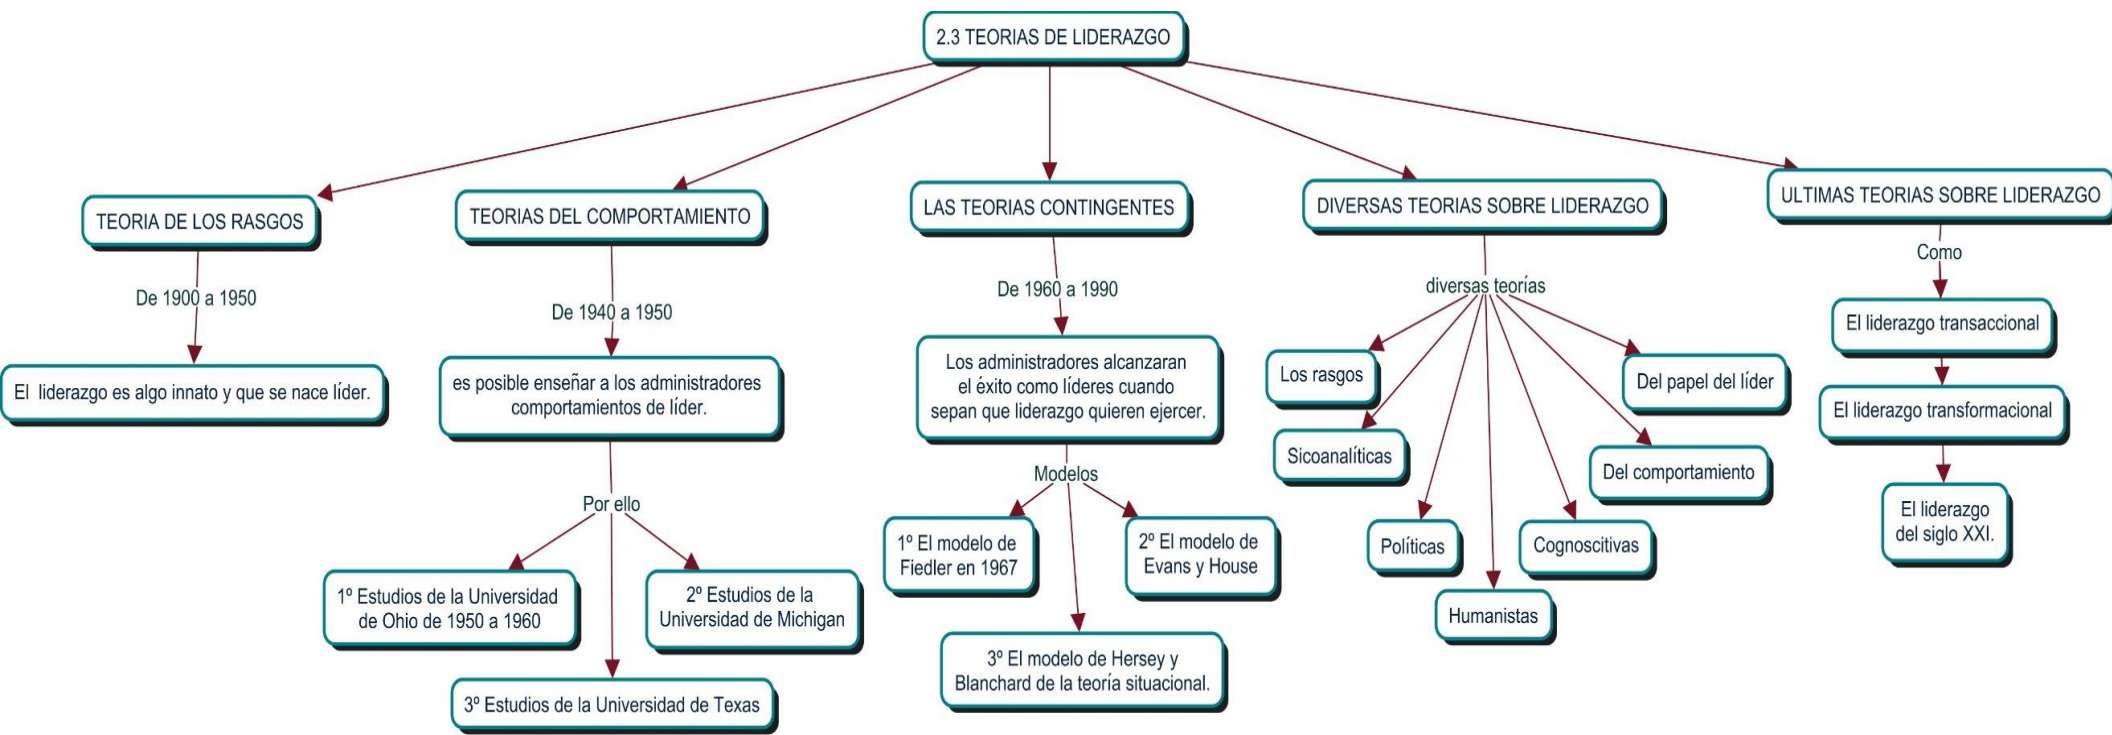 2.3 TEORIAS DE LIDERAZGO
TEORIA DE LOS RASGOS
De 1900 a 1950
El liderazgo es algo innato y que se nace líder.
TEORIAS DEL COMPORTAMIENTO
De 1940 a 1950
es posible enseñar a los administradores
comportamientos de líder.
Por ello
1º Estudios de la Universidad
de Ohio de 1950 a 1960
2º Estudios de la
Universidad de Michigan
3º Estudios de la Universidad de Texas
LAS TEORIAS CONTINGENTES
De 1960 a 1990
Los administradores alcanzaran
el éxito como líderes cuando
sepan que liderazgo quieren ejercer.
Modelos
1º El modelo de
Fiedler en 1967
2º El modelo de
Evans y House
3º El modelo de Hersey y
Blanchard de la teoría situacional.
DIVERSAS TEORIAS SOBRE LIDERAZGO
diversas teorías
Los rasgos
Sicoanalíticas
Políticas
Humanistas
Cognoscitivas
Del comportamiento
Del papel del líder
ULTIMAS TEORIAS SOBRE LIDERAZGO
Como
El liderazgo transaccional
El liderazgo transformacional
El liderazgo
del siglo XXI.